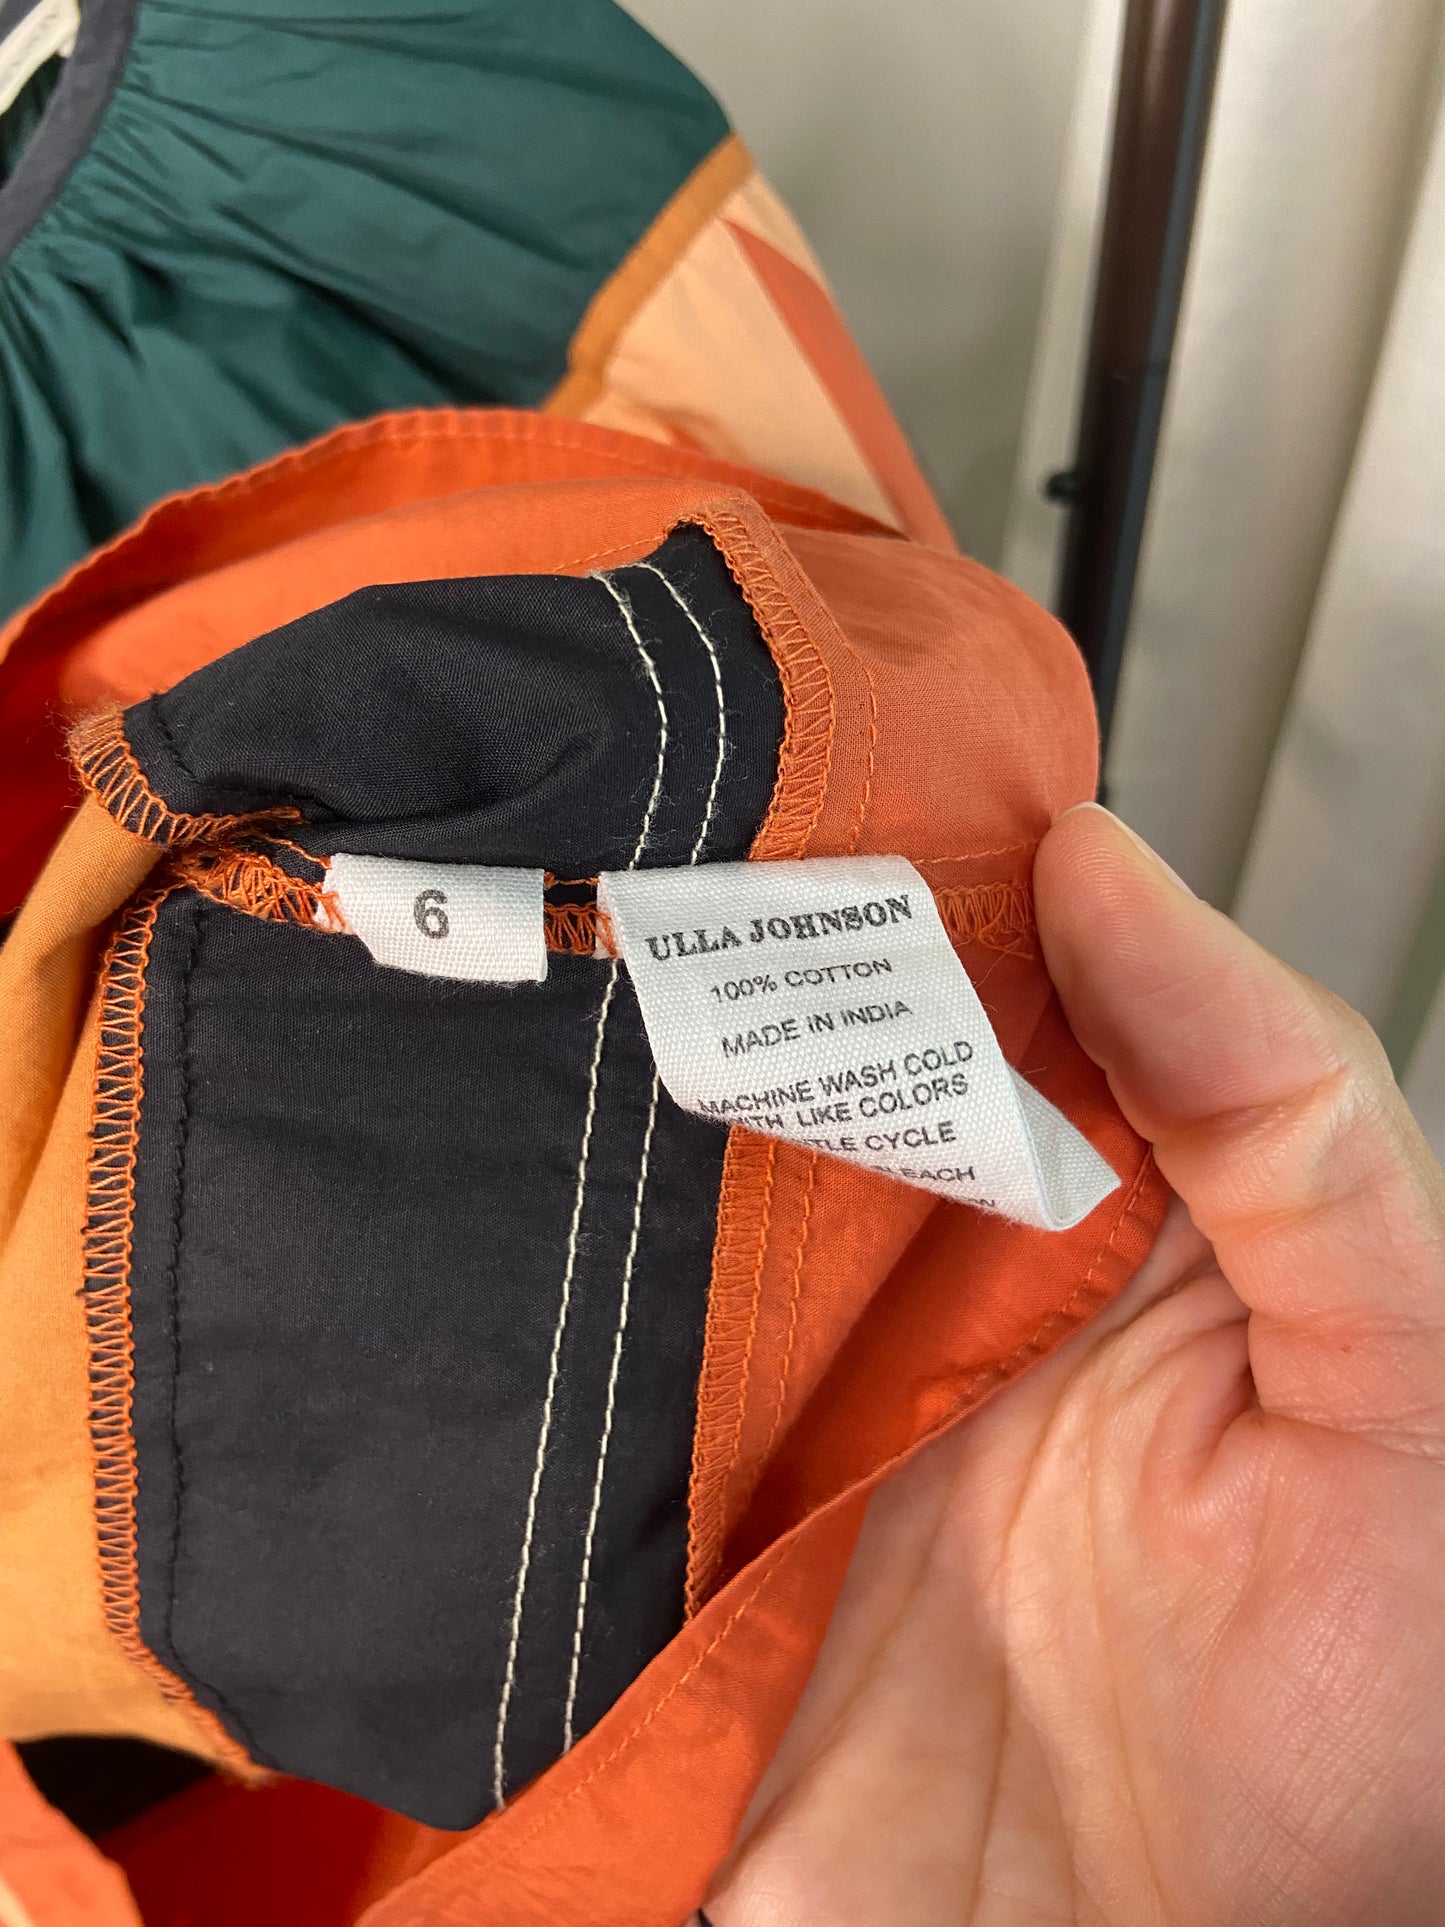 6
ULLA JOHNSON
100% COTTON
MADE IN INDIA
MACHINE WASH COLD
LIKE COLORS
CYCLE